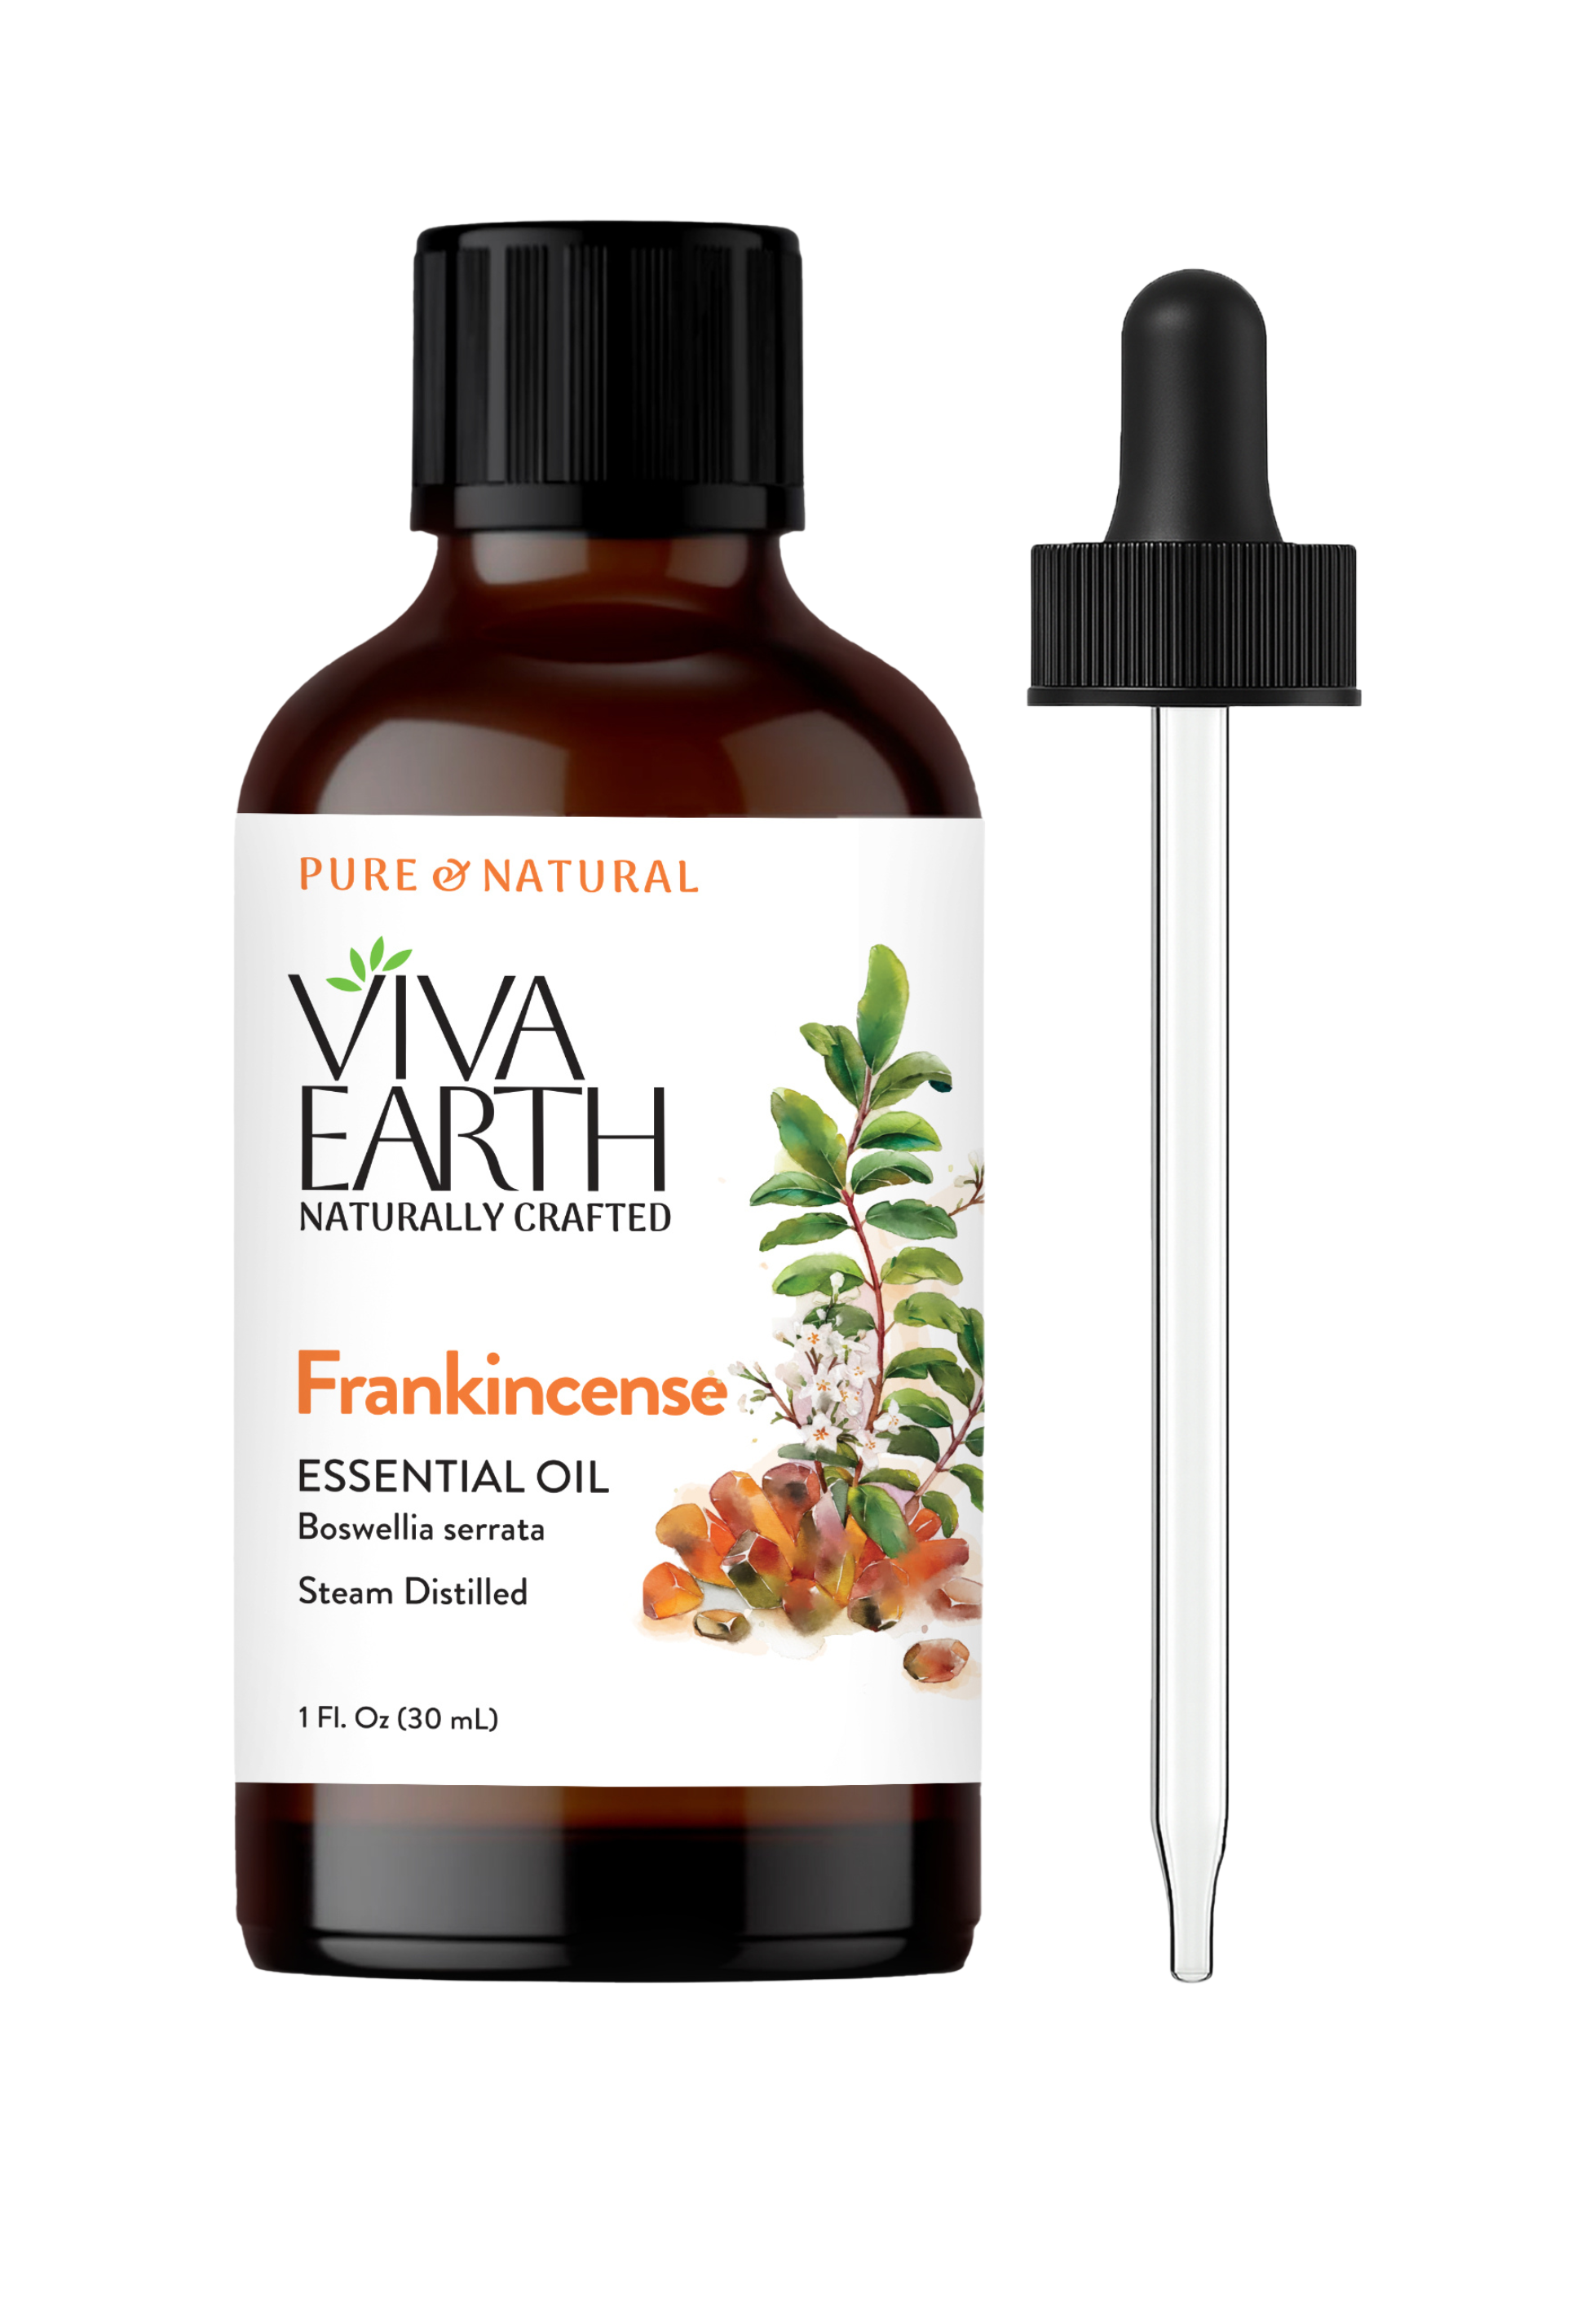 PURE & NATURAL
VIVA
EARTH
NATURALLY CRAFTED
Frankincense
ESSENTIAL OIL
Boswellia serrata
Steam Distilled
1 Fl. Oz (30 mL)